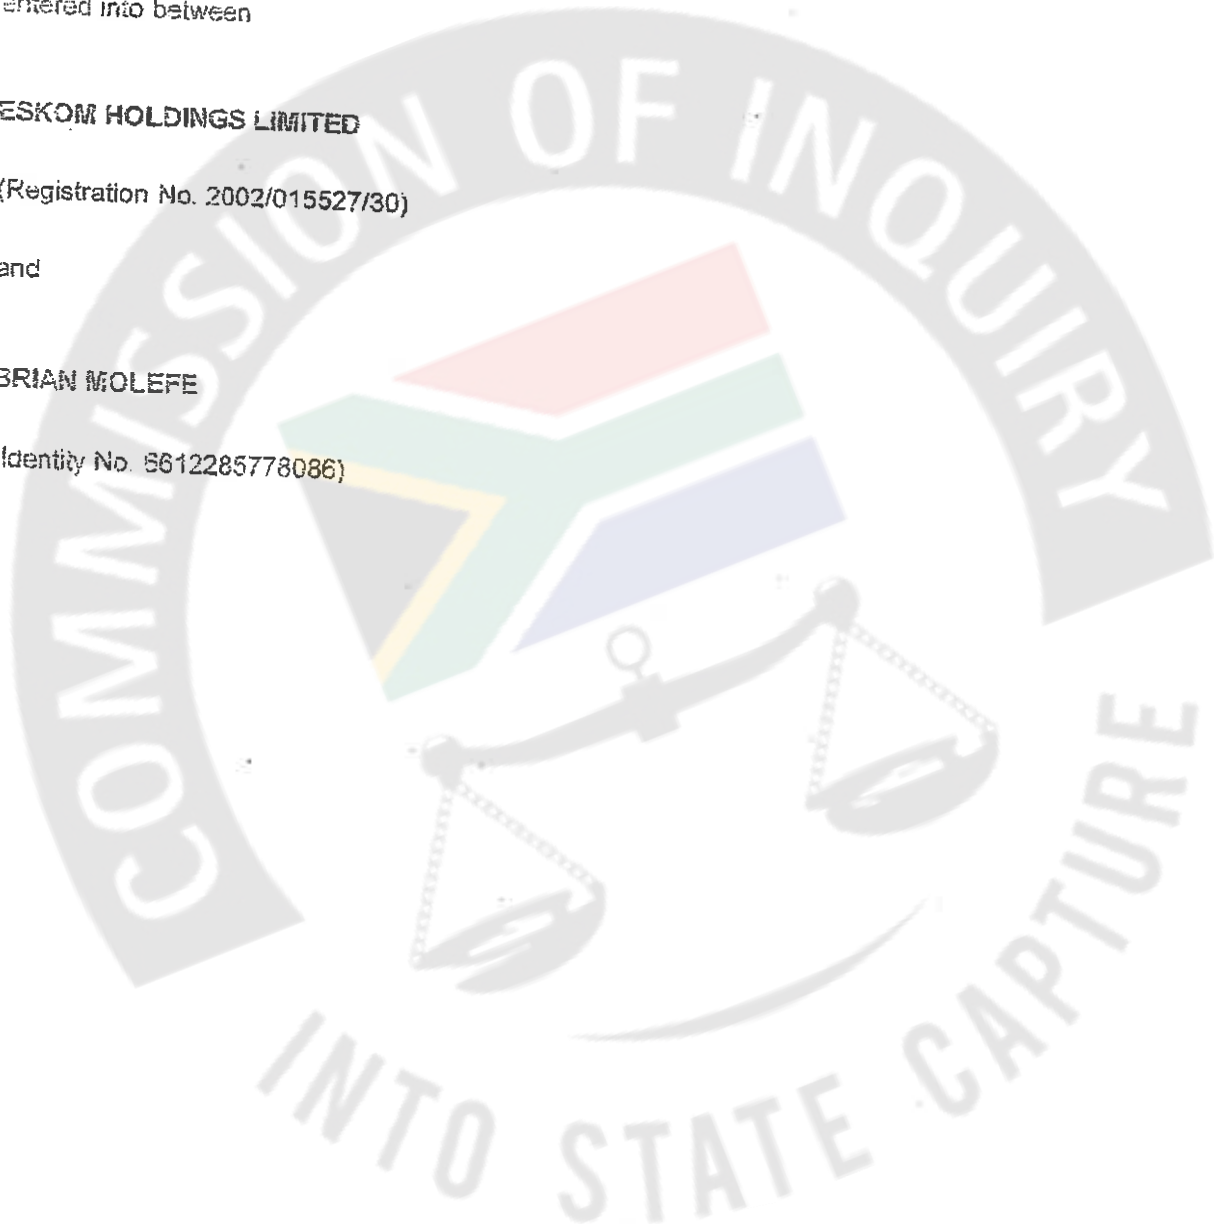 entered into between
ESKOM HOLDINGS LIMITED
(Registration No. 2002/015527/30)
and
BRIAN MOLEFE
Identity No. 6612285778086)
COMMISSION OF INQUIRY
INTO STATE CAPTURE